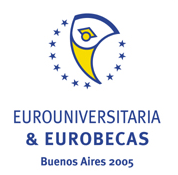 EUROUNIVERSITARIA
& EUROBECAS
Buenos Aires 2005